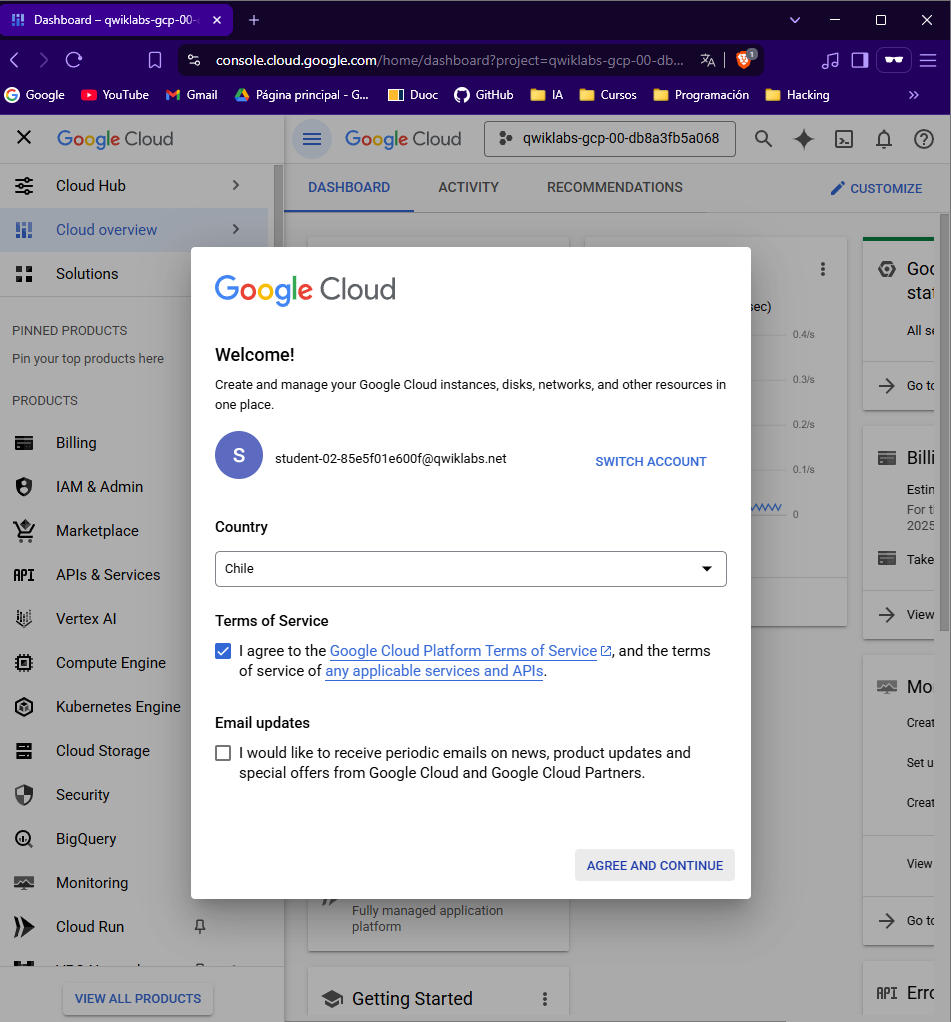 Dashboard – qwiklabs-gcp-00-
console.cloud.google.com/home/dashboard?project=qwiklabs-gcp-00-db...
1
Google
YouTube
Gmail
Página principal - G...
Duoc
GitHub
IA
Cursos
Programación
Hacking
Google Cloud
Google Cloud
qwiklabs-gcp-00-db8a3fb5a068
Cloud Hub
Cloud overview
Solutions
PINNED PRODUCTS
Pin your top products here
PRODUCTS
Billing
IAM & Admin
Marketplace
API
APIs & Services
Vertex AI
Compute Engine
Kubernetes Engine
Cloud Storage
Security
BigQuery
Monitoring
Cloud Run
VIEW ALL PRODUCTS
DASHBOARD
ACTIVITY
RECOMMENDATIONS
CUSTOMIZE
Google Cloud
Welcome!
Create and manage your Google Cloud instances, disks, networks, and other resources in
one place.
S
student-02-85e5f01e600f@qwiklabs.net
SWITCH ACCOUNT
Country
Chile
Terms of Service
I agree to the Google Cloud Platform Terms of Service, and the terms
of service of any applicable services and APIs.
Email updates
I would like to receive periodic emails on news, product updates and
special offers from Google Cloud and Google Cloud Partners.
AGREE AND CONTINUE
sec)
0.4/s
0.3/s
0.2/s
0.1/s
0
Fully managed application
platform
Getting Started
Goo
stat
All se
Go to
Billi
Estin
For th
2025
Take
View
Mo
Creat
Set u
Creat
View
Go to
API
Erro